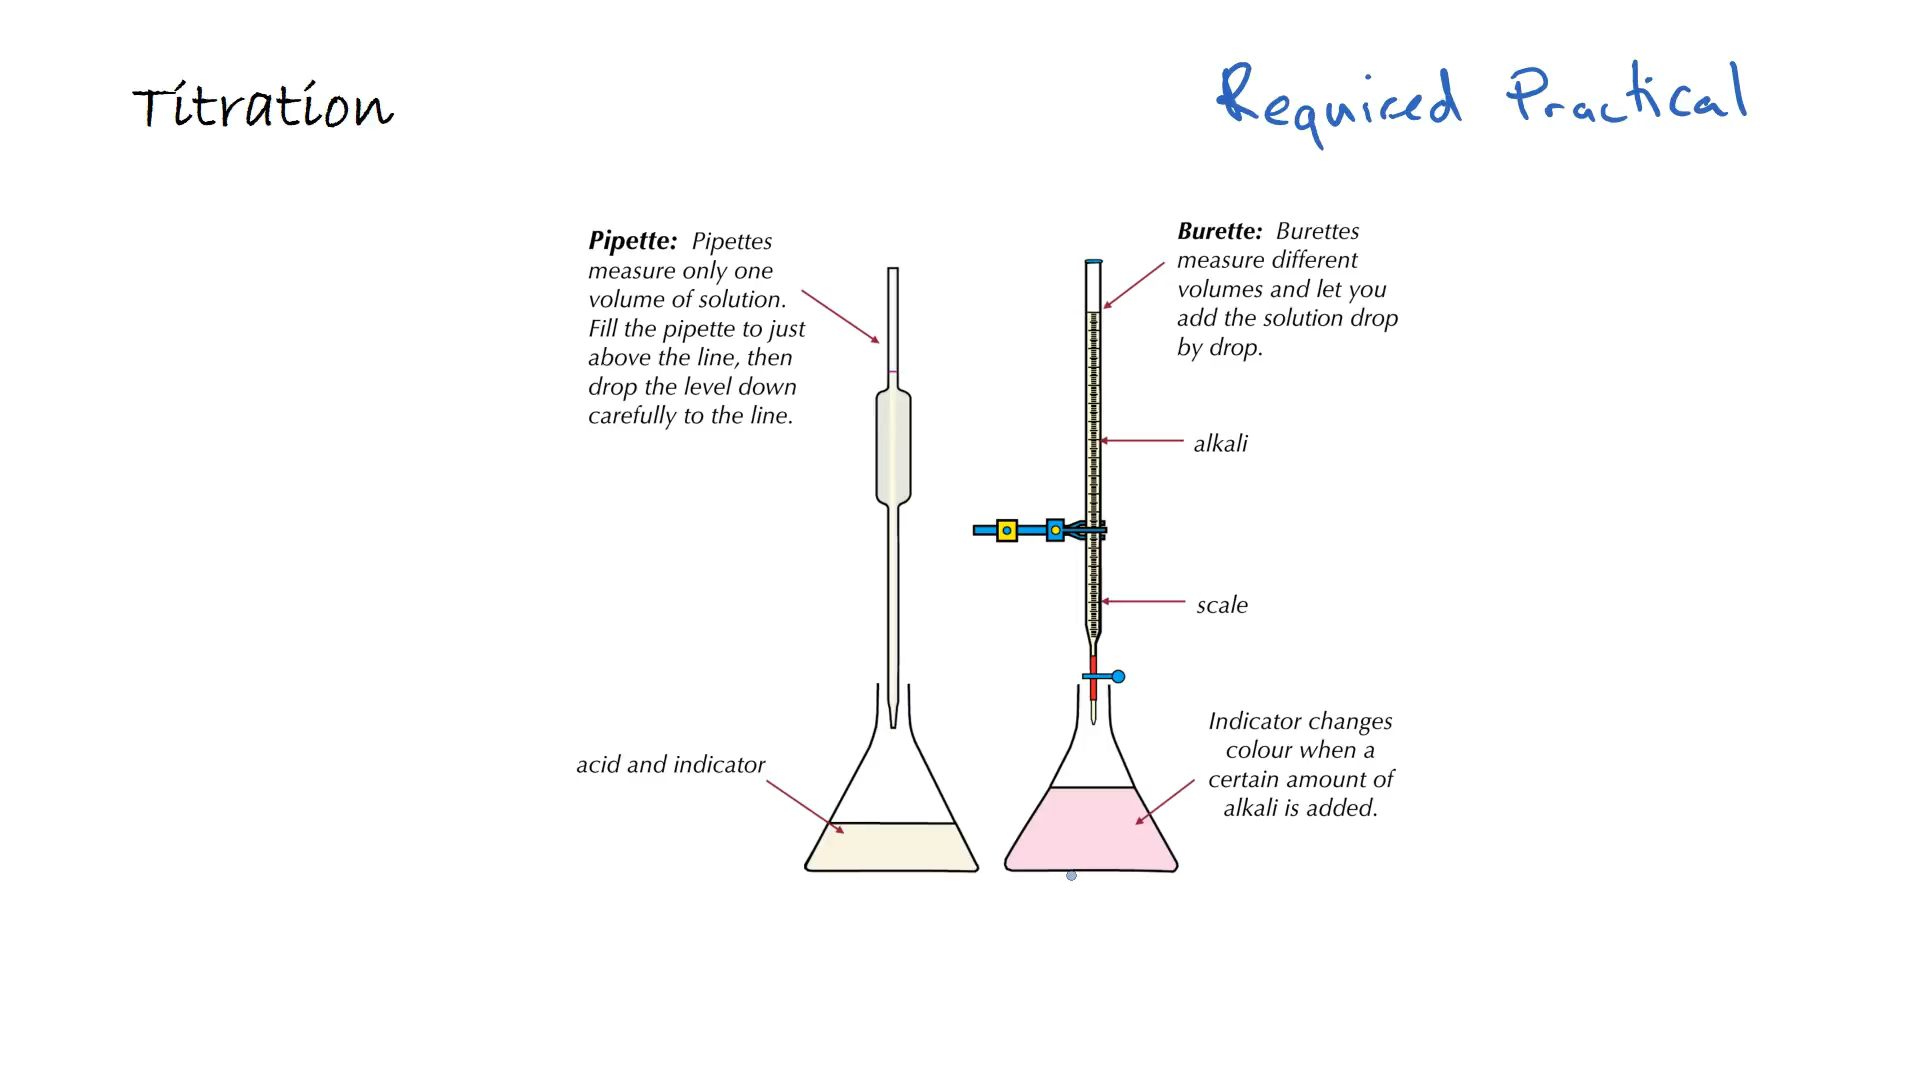 Titration
Required Practical
Pipette: Pipettes
measure only one
volume of solution.
Fill the pipette to just
above the line, then
drop the level down
carefully to the line.
Burette: Burettes
measure different
volumes and let you
add the solution drop
by drop.
alkali
scale
acid and indicator
Indicator changes
colour when a
certain amount of
alkali is added.